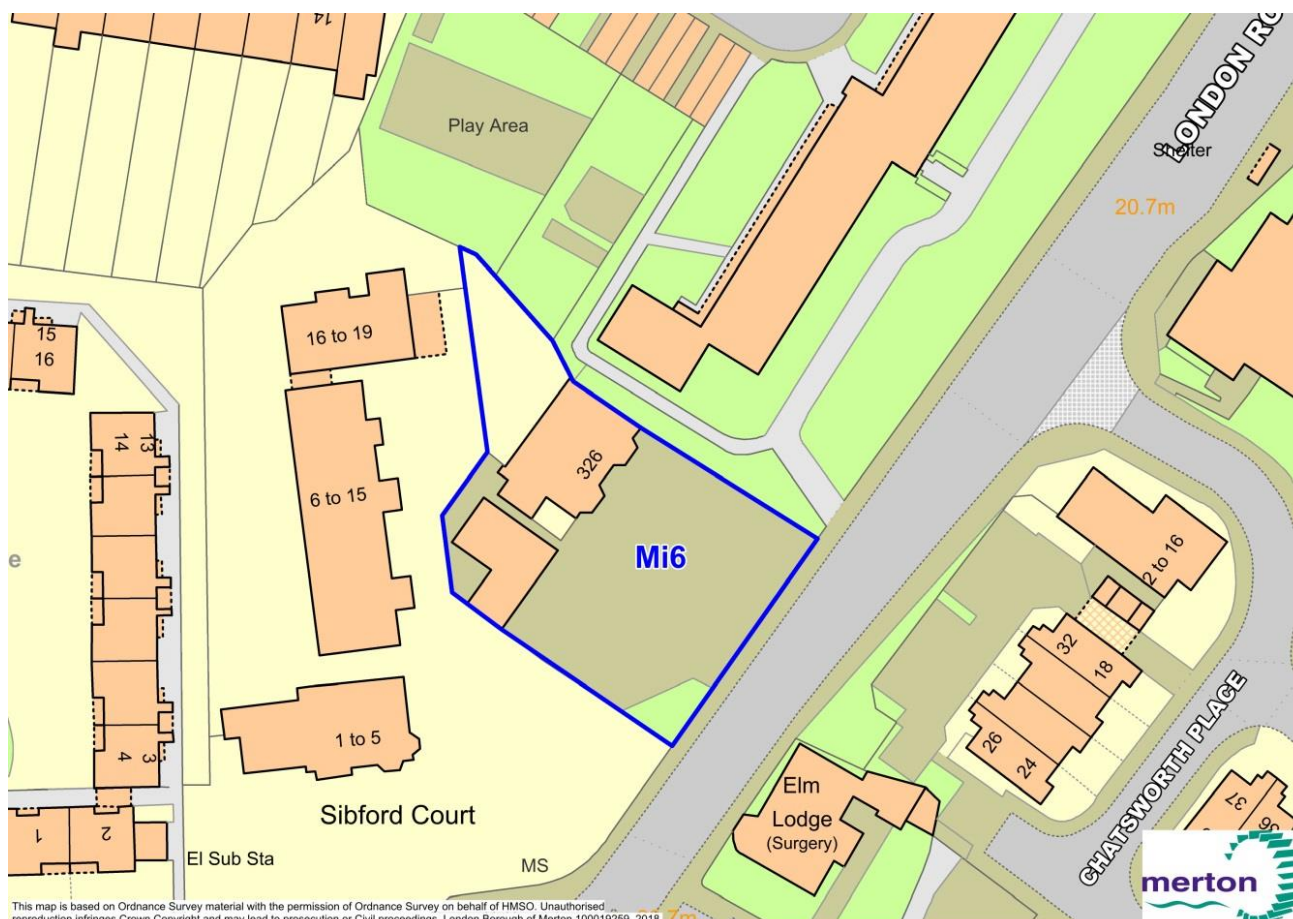 14
Play Area
LONDON RO
Shelter
20.7m
16 to 19
15
16
326
14
13
6 to 15
Mi6
2 to 16
32
18
26
24
1 to 5
4
3
Elm
Lodge
(Surgery)
CHATSWORTH PLACE
37
Sibford Court
1
2
El Sub Sta
MS
merton
This map is based on Ordnance Survey material with the permission of Ordnance Survey on behalf of HMSO. Unauthorised
reproduction infringes Crown Copyright and may lead to prosecution or Civil proceedings. London Borough of Merton 100019259. 2018.